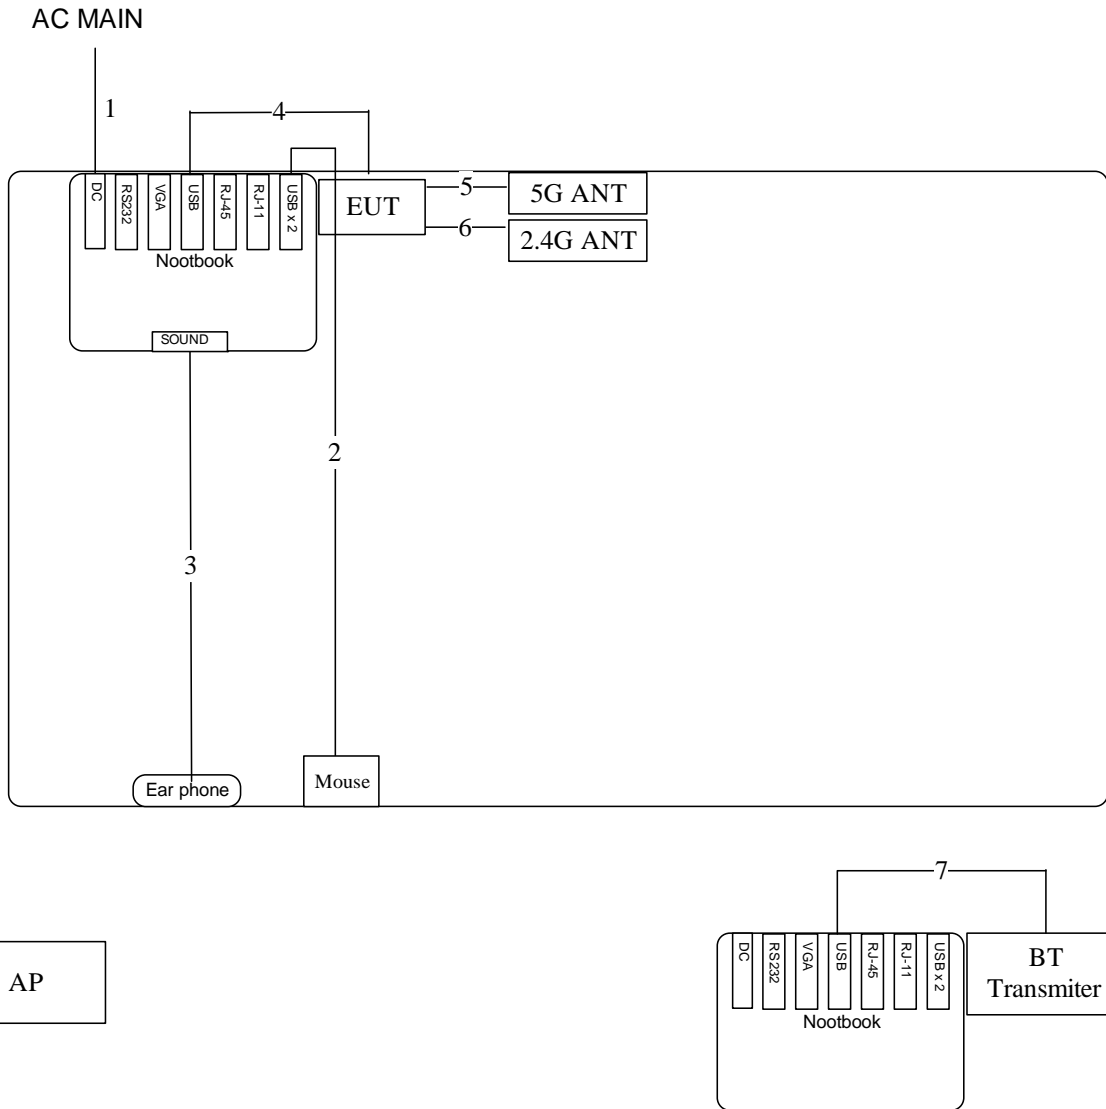 AC MAIN
1
4
DC
RS232
VGA
USB
RJ-45
RJ-11
USB x 2
Nootbook
SOUND
EUT
5
5G ANT
6
2.4G ANT
2
3
Ear phone
Mouse
7
AP
DC
RS232
VGA
USB
RJ-45
RJ-11
USB x 2
Nootbook
BT
Transmiter